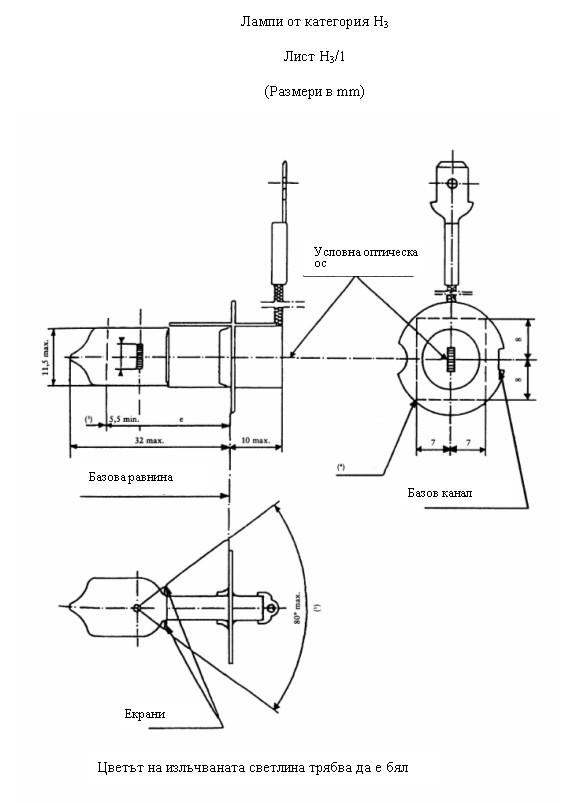 Лампи от категория H₃
Лист H₃/1
(Размери в mm)
Условна оптическа
ос
11,5 max.
8
8
5,5 min.
e
32 max.
10 max.
7
7
(⁴)
Базова равнина
Базов канал
80° max.
Екрани
Цветът на излъчваната светлина трябва да е бял